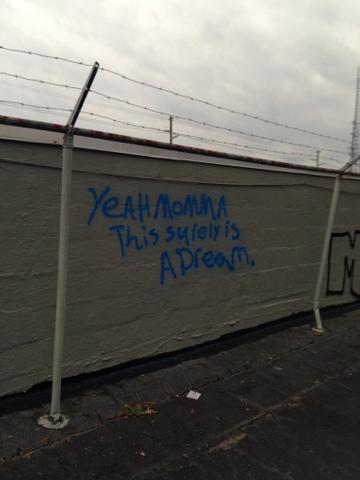 YeAH MOMMA
This surely is
A Dream.
M